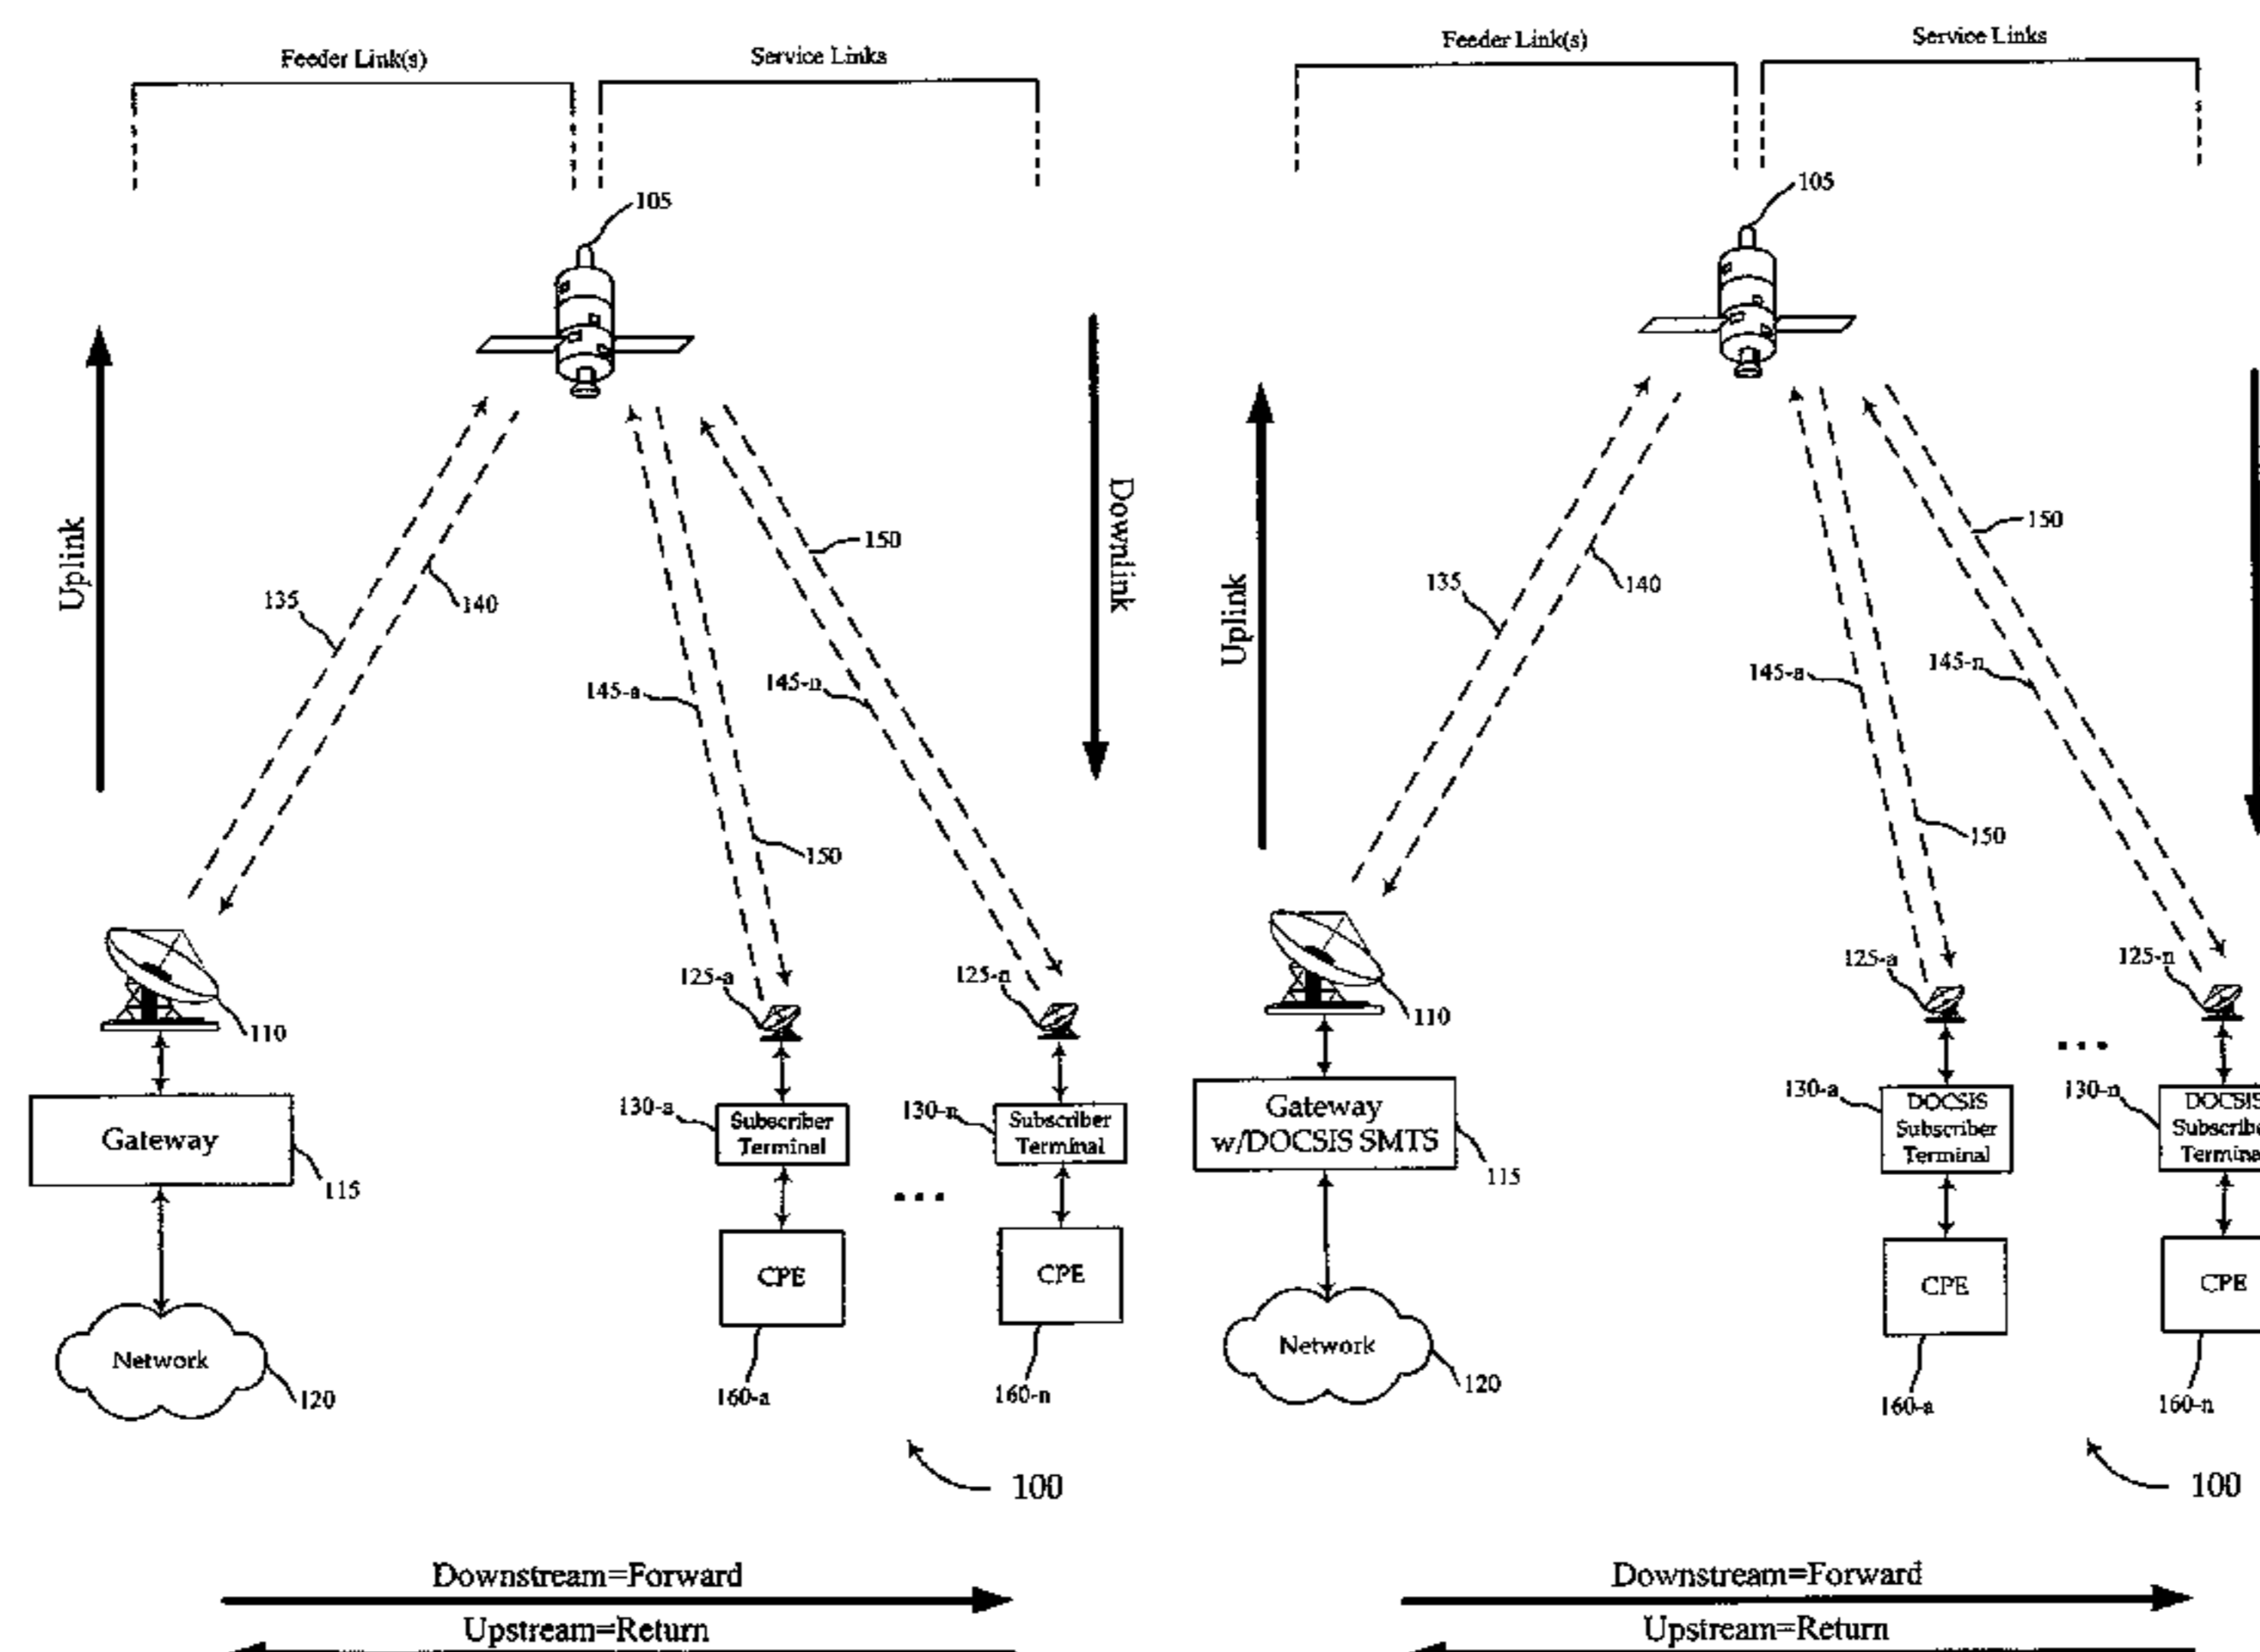 Feeder Link(s)
Service Links
105
Uplink
Downlink
135
140
150
145-a
145-n
150
125-a
125-n
110
130-a
Subscriber
Terminal
130-n
Subscriber
Terminal
Gateway
115
CPE
CPE
Network
120
160-a
160-n
100
Downstream=Forward
Upstream=Return
Feeder Link(s)
Service Links
105
Uplink
135
140
150
145-a
145-n
150
125-a
125-n
110
130-a
DOCSIS
Subscriber
Terminal
130-n
DOCSIS
Subscribe
Termina
Gateway
w/DOCSIS SMTS
115
CPE
CPE
Network
120
160-a
160-n
100
Downstream=Forward
Upstream=Return